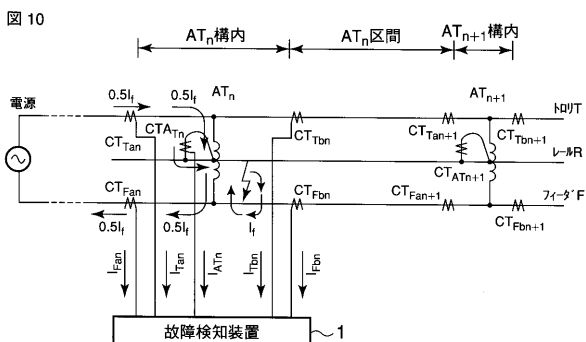 図 10
ATn構内
ATn区間
ATn+1構内
電源
0.5If
0.5If
ATn
ATn+1
トロリT
CTTan
CTATn
CTTbn
CTTan+1
CTTbn+1
レールR
CTATn+1
CTFan
CTFbn
CTFan+1
フィーダF
CTFbn+1
0.5If
0.5If
If
IFan
ITan
IATn
ITbn
IFbn
故障検知装置
1